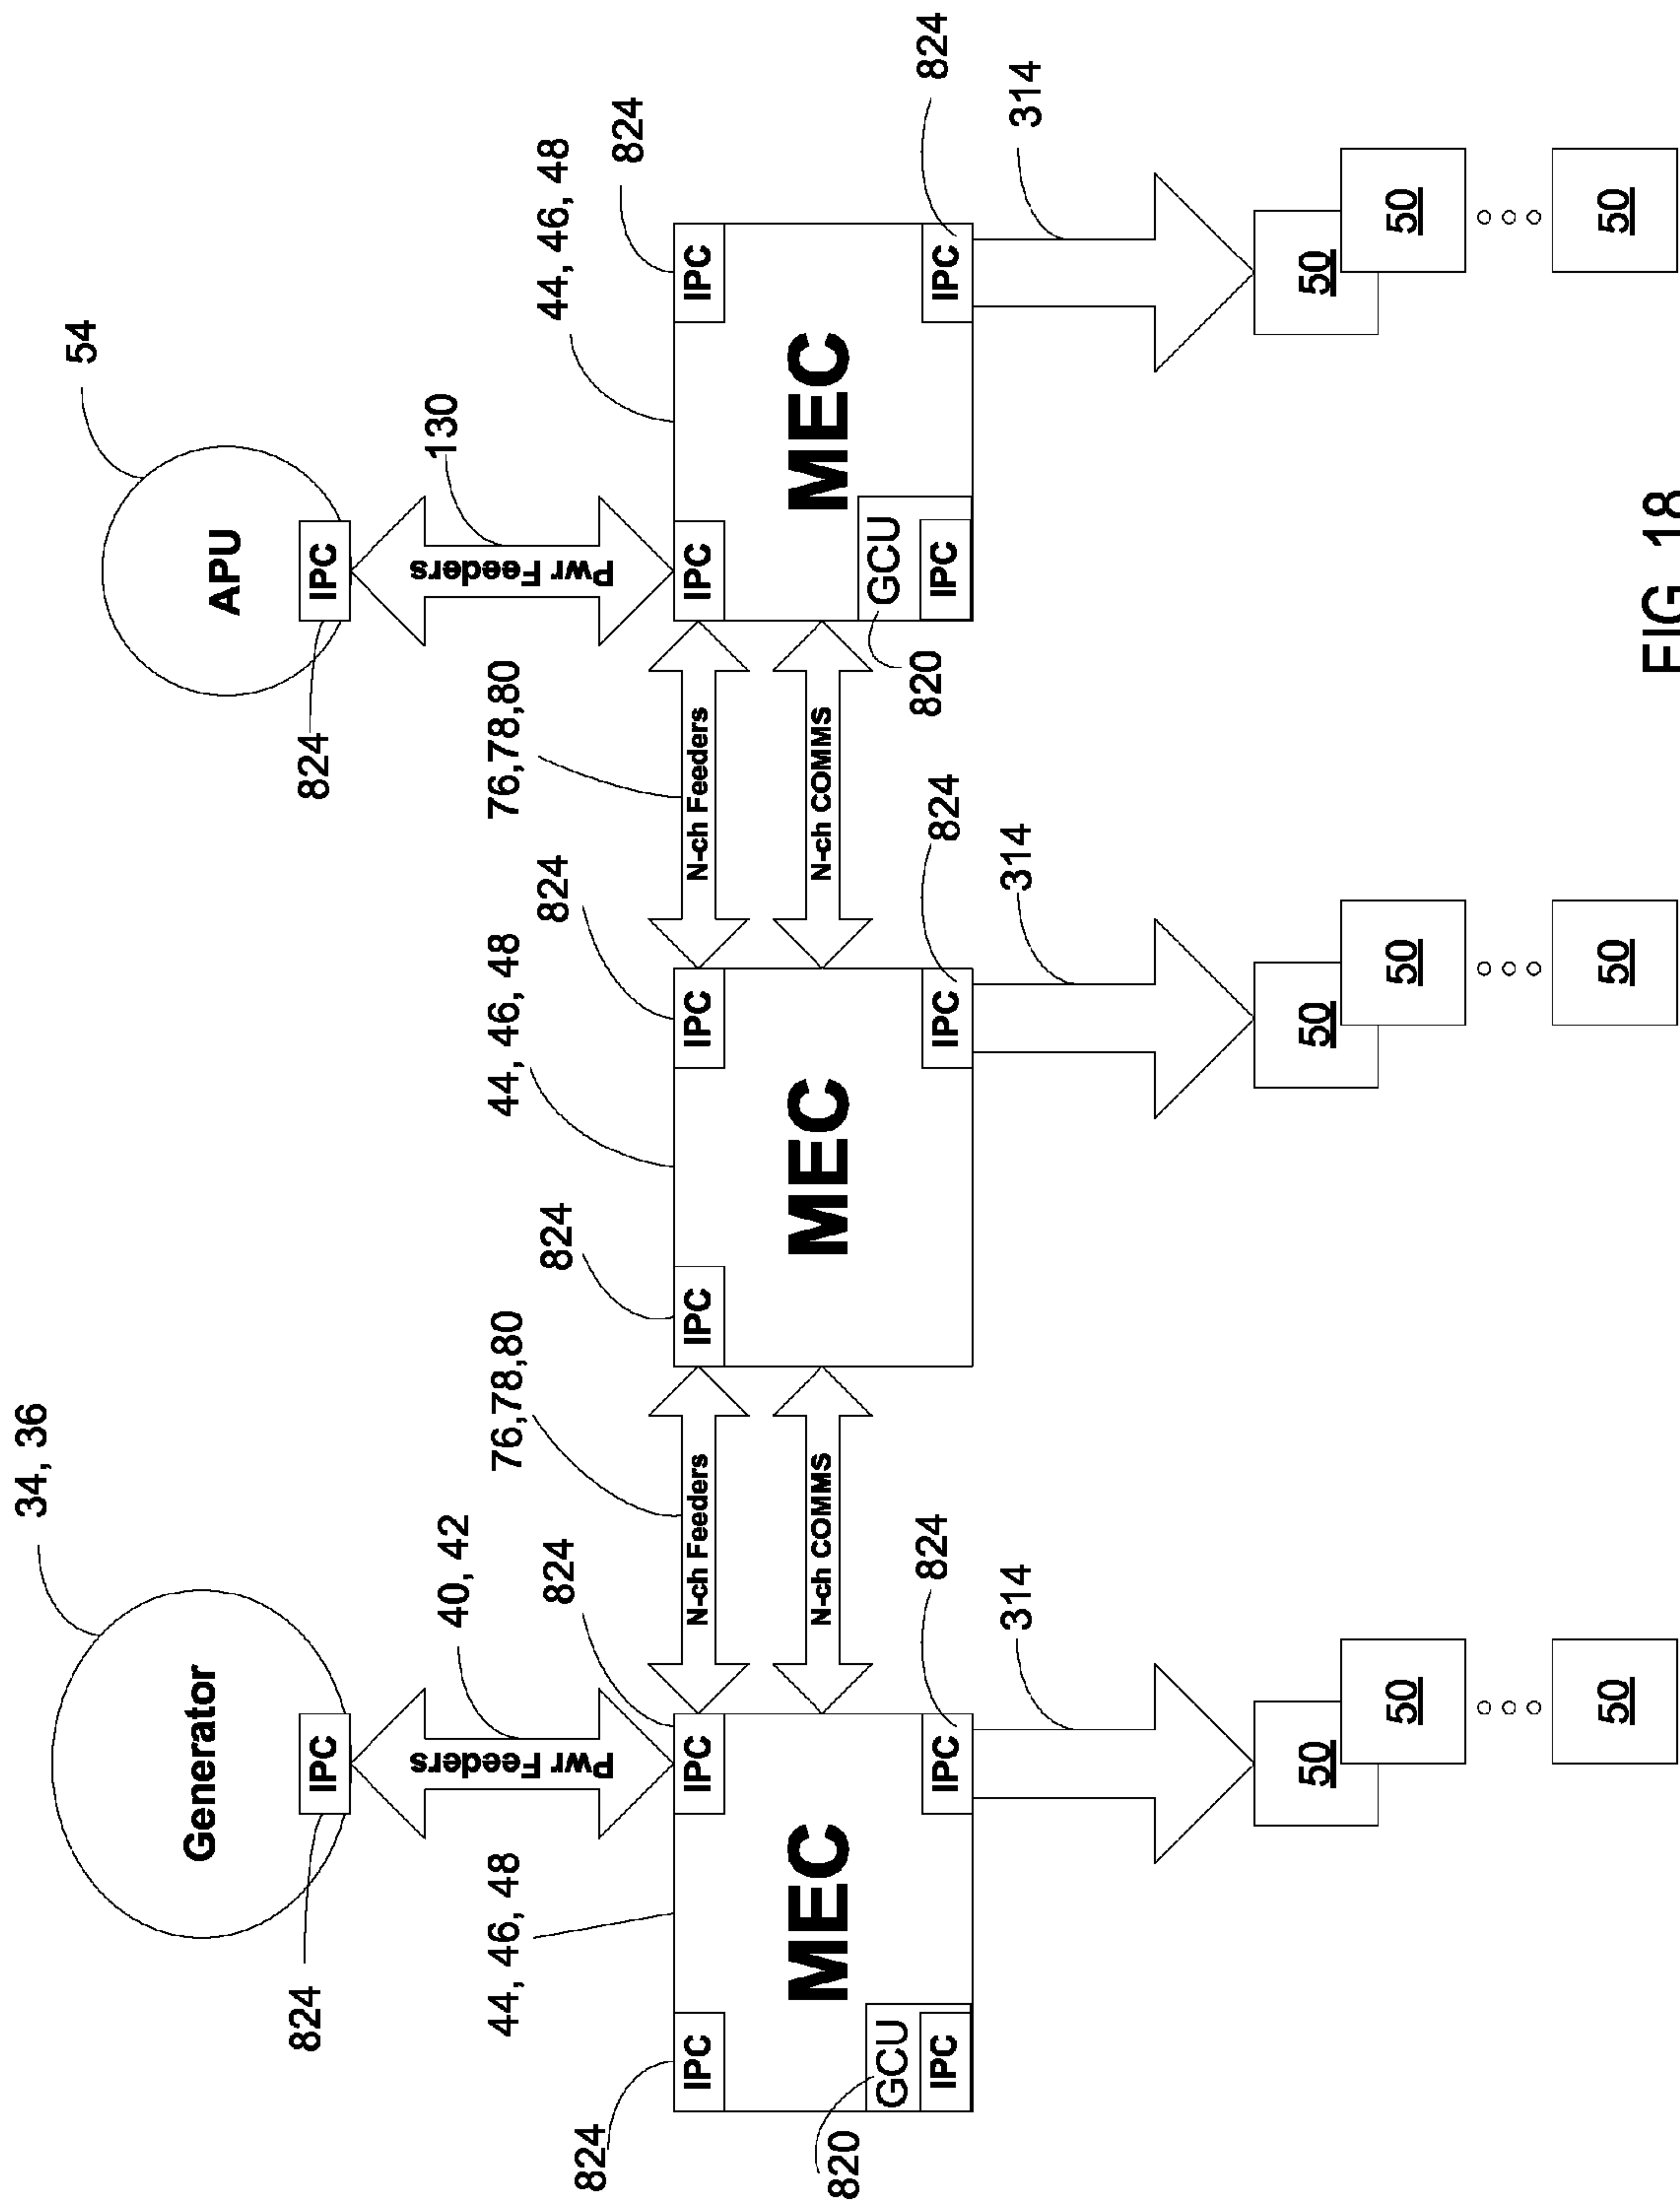 34, 36
54
Generator
APU
824
IPC
824
IPC
Pwr Feeders
40, 42
Pwr Feeders
130
44, 46, 48
76,78,80
44, 46, 48
76,78,80
44, 46, 48
824
824
824
824
824
IPC
IPC
N-ch Feeders
IPC
IPC
N-ch Feeders
IPC
IPC
MEC
N-ch COMMS
MEC
N-ch COMMS
MEC
820
GCU
GCU
820
IPC
IPC
824
IPC
824
IPC
IPC
824
314
314
314
50
50
50
50
50
50
50
50
50
FIG. 18